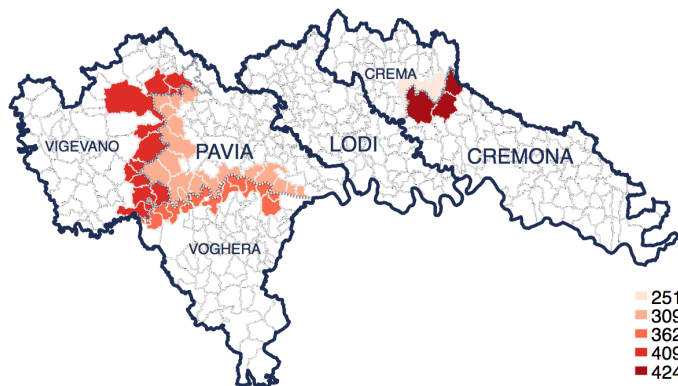 CREMA
VIGEVANO
PAVIA
LODI
CREMONA
VOGHERA
251
309
362
409
424